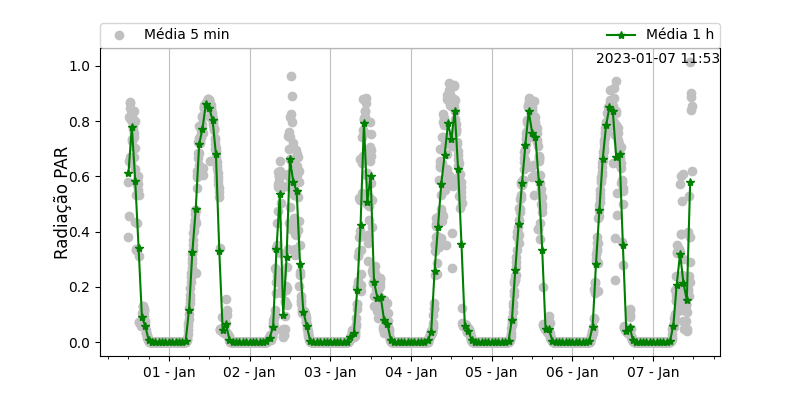 Média 5 min
Média 1 h
2023-01-07 11:53
Radiação PAR
1.0
0.8
0.6
0.4
0.2
0.0
01 - Jan
02 - Jan
03 - Jan
04 - Jan
05 - Jan
06 - Jan
07 - Jan